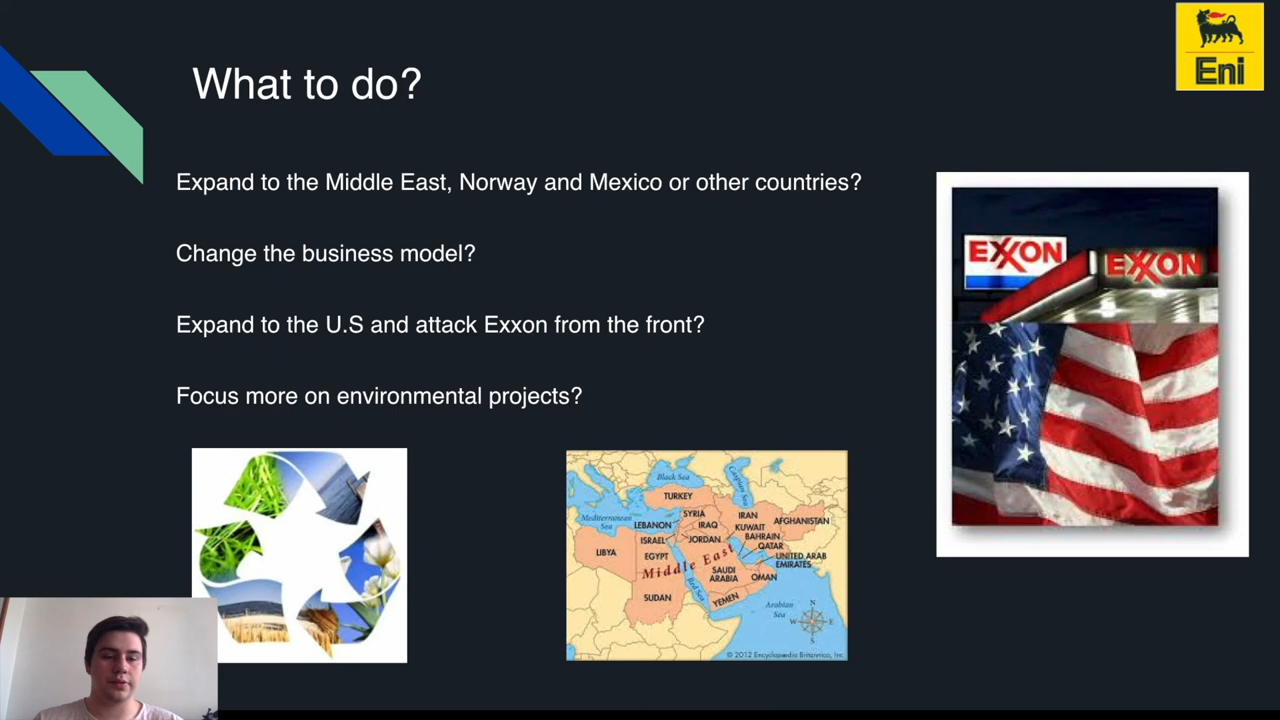 Eni
What to do?
Expand to the Middle East, Norway and Mexico or other countries?
Change the business model?
Expand to the U.S and attack Exxon from the front?
Focus more on environmental projects?
EXXON
EXXON
Black Sea
Caspian Sea
TURKEY
Mediterranean
Sea
SYRIA
LEBANON
IRAQ
IRAN
AFGHANISTAN
KUWAIT
ISRAEL
JORDAN
BAHRAIN
QATAR
LIBYA
EGYPT
Middle East
UNITED ARAB
EMIRATES
SAUDI
ARABIA
OMAN
Red Sea
SUDAN
YEMEN
Arabian
Sea
N
W
E
S
© 2012 Encyclopædia Britannica, Inc.